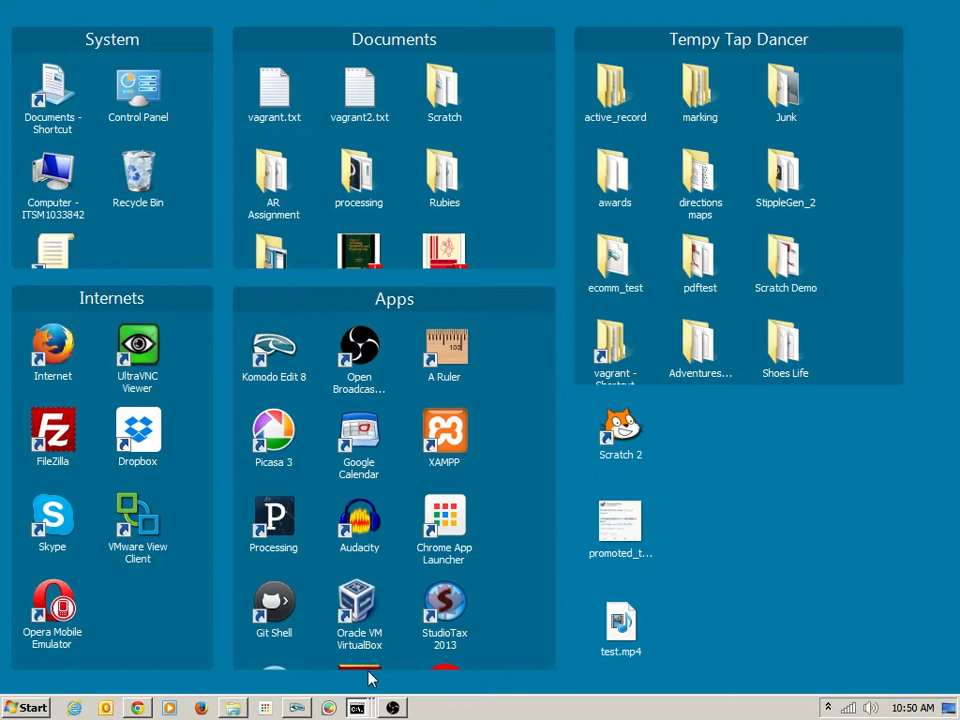 System
Documents - Shortcut
Control Panel
Computer - ITSM1033842
Recycle Bin
Documents
vagrant.txt
vagrant2.txt
Scratch
AR Assignment
processing
Rubies
Tempy Tap Dancer
active_record
marking
Junk
awards
directions maps
StippleGen_2
ecomm_test
pdftest
Scratch Demo
vagrant - Shortcut
Adventures...
Shoes Life
Internets
Internet
UltraVNC Viewer
FileZilla
Dropbox
Skype
VMware View Client
Opera Mobile Emulator
Apps
Komodo Edit 8
Open Broadcas...
100
A Ruler
Picasa 3
Google Calendar
XAMPP
P
Processing
Audacity
Chrome App Launcher
Git Shell
Oracle VM VirtualBox
StudioTax 2013
Scratch 2
promoted_t...
test.mp4
Start
C:\.
10:50 AM